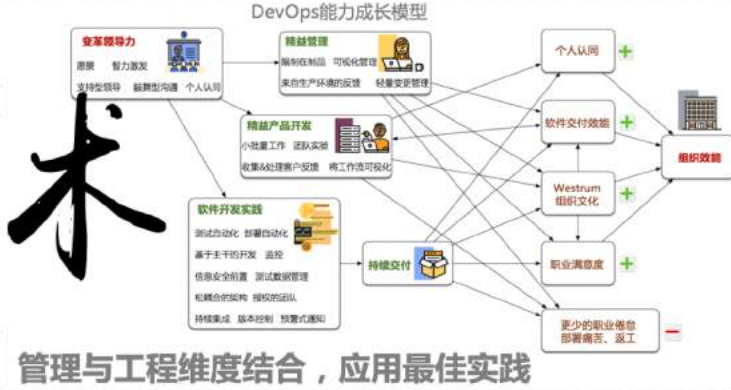 DevOps能力成长模型
变革领导力
愿景 智力激发
支持型领导 鼓舞型沟通 个人认同
精益管理
限制在制品 可视化管理
来自生产环境的反馈 轻量变更管理
精益产品开发
小批量工作 团队实验
收集&处理客户反馈 将工作流可视化
术
软件开发实践
测试自动化 部署自动化
基于主干的开发 监控
信息安全前置 测试数据管理
松耦合的架构 授权的团队
持续集成 版本控制 预警式通知
持续交付
个人认同
软件交付效能
Westrum
组织文化
职业满意度
更少的职业倦怠
部署痛苦、返工
组织效能
管理与工程维度结合，应用最佳实践